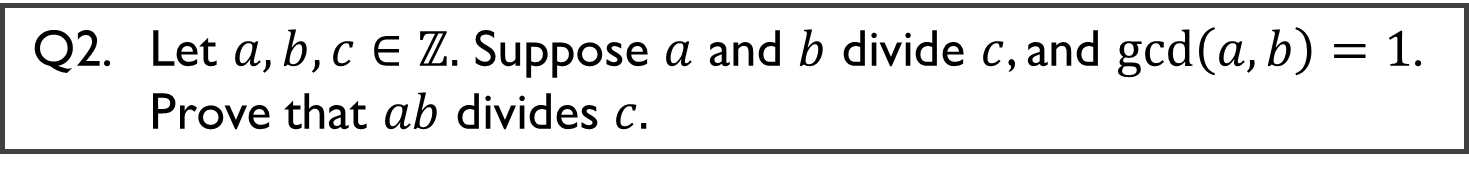 Q2. Let 𝑎, 𝑏, 𝑐 ∈ ℤ. Suppose 𝑎 and 𝑏 divide 𝑐, and gcd(𝑎, 𝑏) = 1.
Prove that 𝑎𝑏 divides 𝑐.